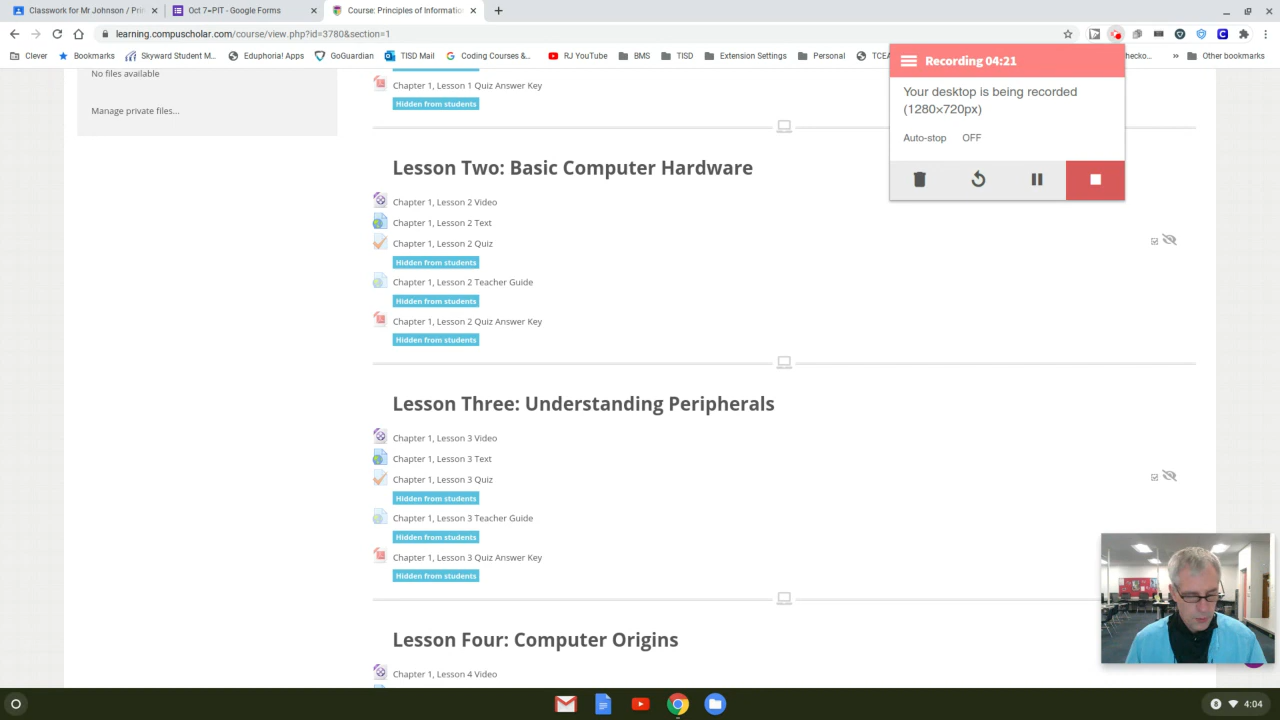 Classwork for Mr Johnson / Prin
Oct 7=PIT - Google Forms
Course: Principles of Informatio
learning.compuscholar.com/course/view.php?id=3780&section=1
Clever
Bookmarks
Skyward Student M...
Eduphoria! Apps
GoGuardian
TISD Mail
Coding Courses &...
RJ YouTube
BMS
TISD
Extension Settings
Personal
TCEA
checko...
»
Other bookmarks
Recording 04:21
Your desktop is being recorded
(1280×720px)
Auto-stop OFF
No files available
Manage private files...
Chapter 1, Lesson 1 Quiz Answer Key
Hidden from students
Lesson Two: Basic Computer Hardware
Chapter 1, Lesson 2 Video
Chapter 1, Lesson 2 Text
Chapter 1, Lesson 2 Quiz
Hidden from students
Chapter 1, Lesson 2 Teacher Guide
Hidden from students
Chapter 1, Lesson 2 Quiz Answer Key
Hidden from students
Lesson Three: Understanding Peripherals
Chapter 1, Lesson 3 Video
Chapter 1, Lesson 3 Text
Chapter 1, Lesson 3 Quiz
Hidden from students
Chapter 1, Lesson 3 Teacher Guide
Hidden from students
Chapter 1, Lesson 3 Quiz Answer Key
Hidden from students
Lesson Four: Computer Origins
Chapter 1, Lesson 4 Video
8
4:04